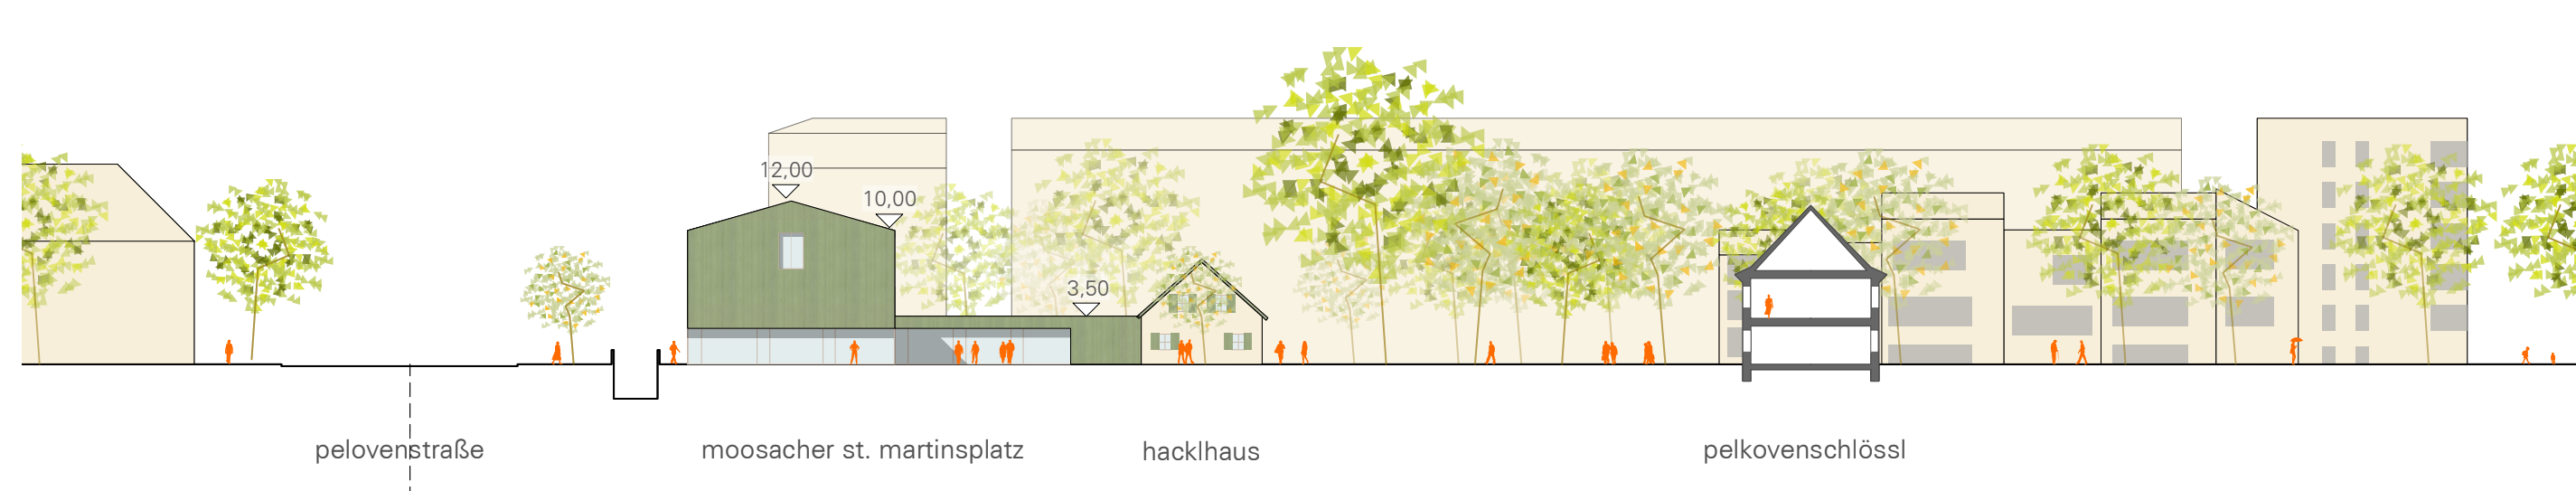 12,00
10,00
3,50
pelovenstraße
moosacher st. martinsplatz
hacklhaus
pelkovenschlössl